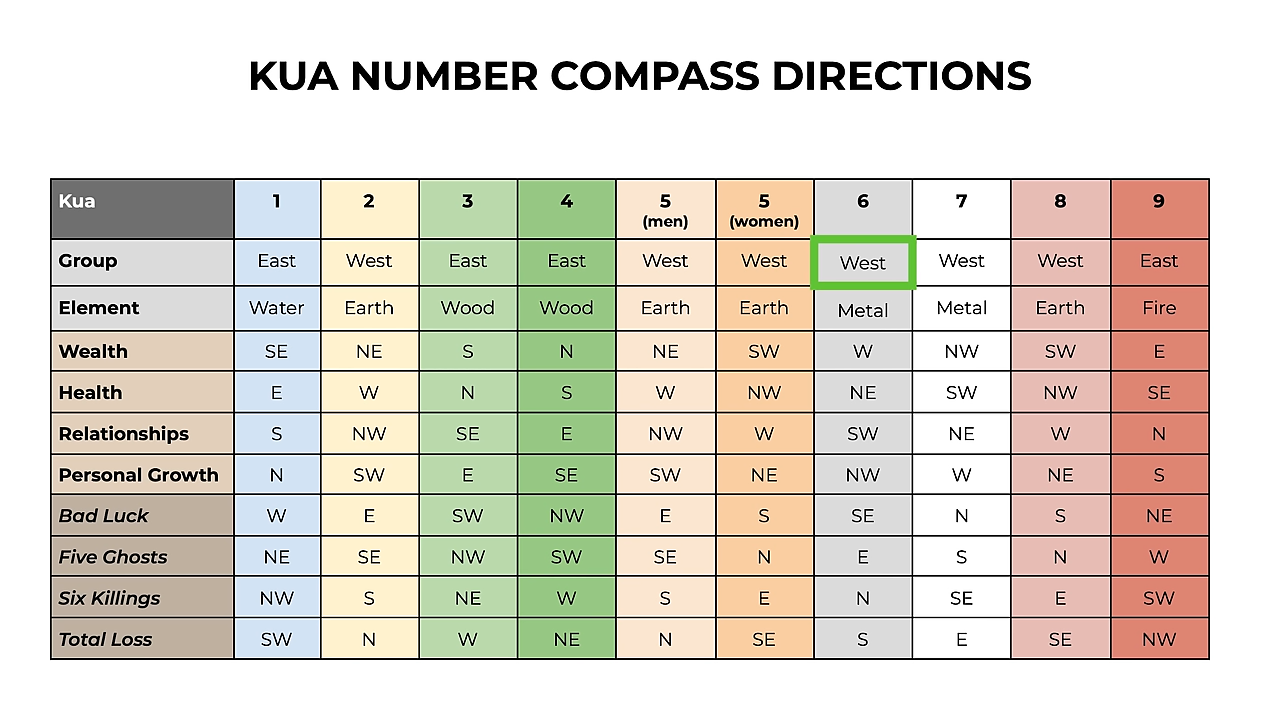 KUA NUMBER COMPASS DIRECTIONS
Kua 1 2 3 4 5 (men) 5 (women) 6 7 8 9
Group East West East East West West West West West East
Element Water Earth Wood Wood Earth Earth Metal Metal Earth Fire
Wealth SE NE S N NE SW W NW SW E
Health E W N S W NW NE SW NW SE
Relationships S NW SE E NW W SW NE W N
Personal Growth N SW E SE SW NE NW W NE S
Bad Luck W E SW NW E S SE N S NE
Five Ghosts NE SE NW SW SE N E S N W
Six Killings NW S NE W S E N SE E SW
Total Loss SW N W NE N SE S E SE NW